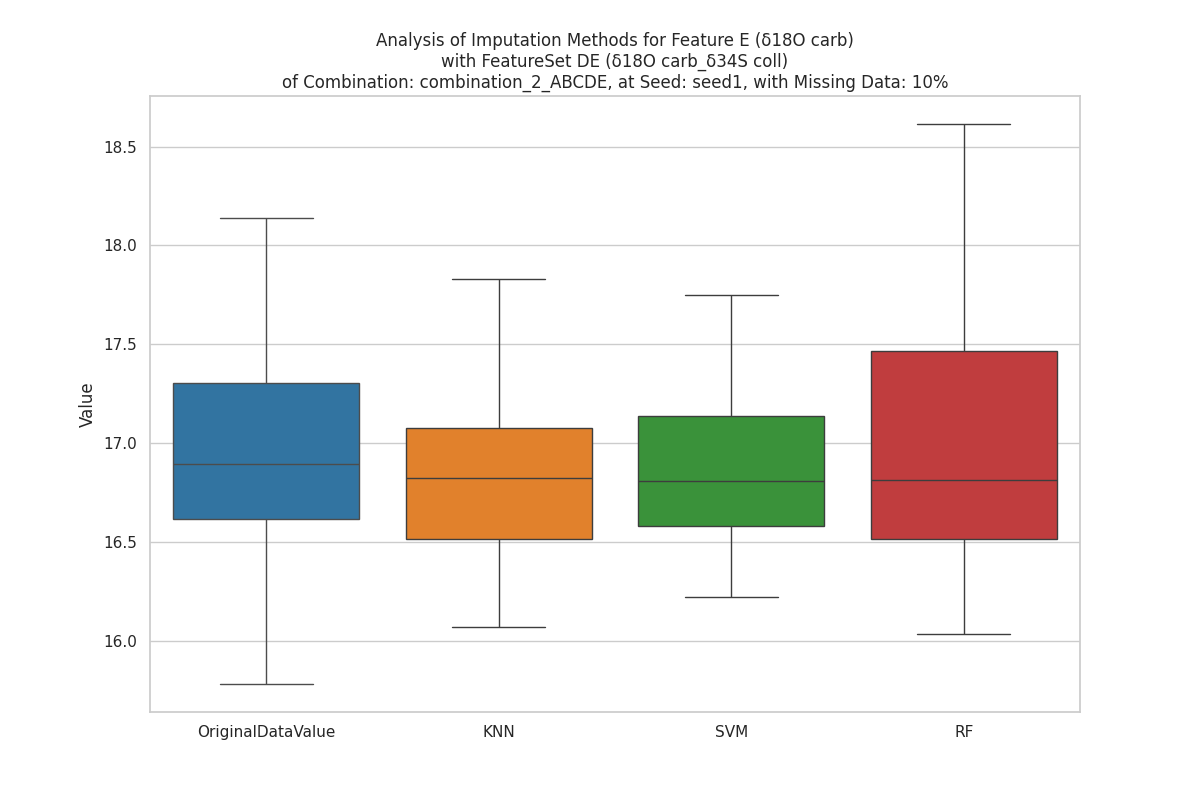 Analysis of Imputation Methods for Feature E (δ18O carb)
with FeatureSet DE (δ18O carb_δ34S coll)
of Combination: combination_2_ABCDE, at Seed: seed1, with Missing Data: 10%
18.5
18.0
17.5
17.0
16.5
16.0
Value
OriginalDataValue
KNN
SVM
RF